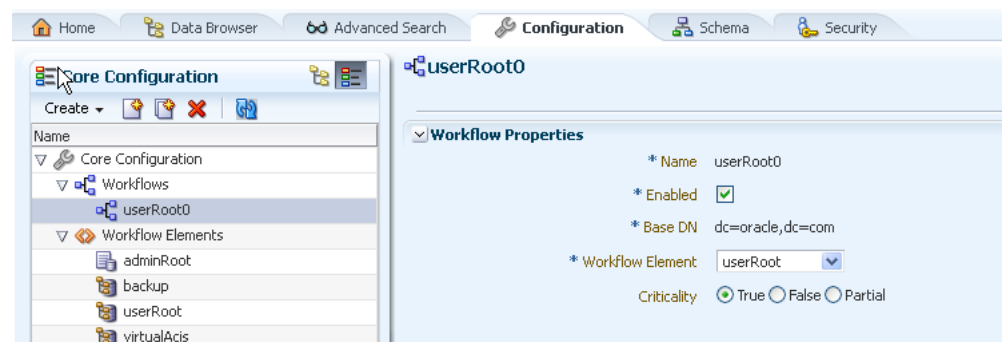 Home Data Browser Advanced Search Configuration Schema Security
Core Configuration
Create
Name
Core Configuration
Workflows
userRoot0
Workflow Elements
adminRoot
backup
userRoot
virtualAcis
userRoot0
Workflow Properties
* Name userRoot0
* Enabled
* Base DN dc=oracle,dc=com
* Workflow Element userRoot
Criticality True False Partial